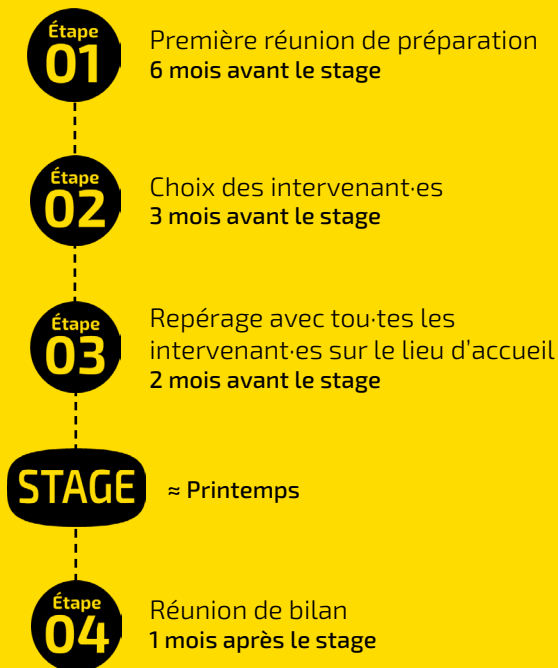 Étape
01
Première réunion de préparation
6 mois avant le stage
Étape
02
Choix des intervenant·es
3 mois avant le stage
Étape
03
Repérage avec tou·tes les
intervenant·es sur le lieu d'accueil
2 mois avant le stage
STAGE
≈ Printemps
Étape
04
Réunion de bilan
1 mois après le stage